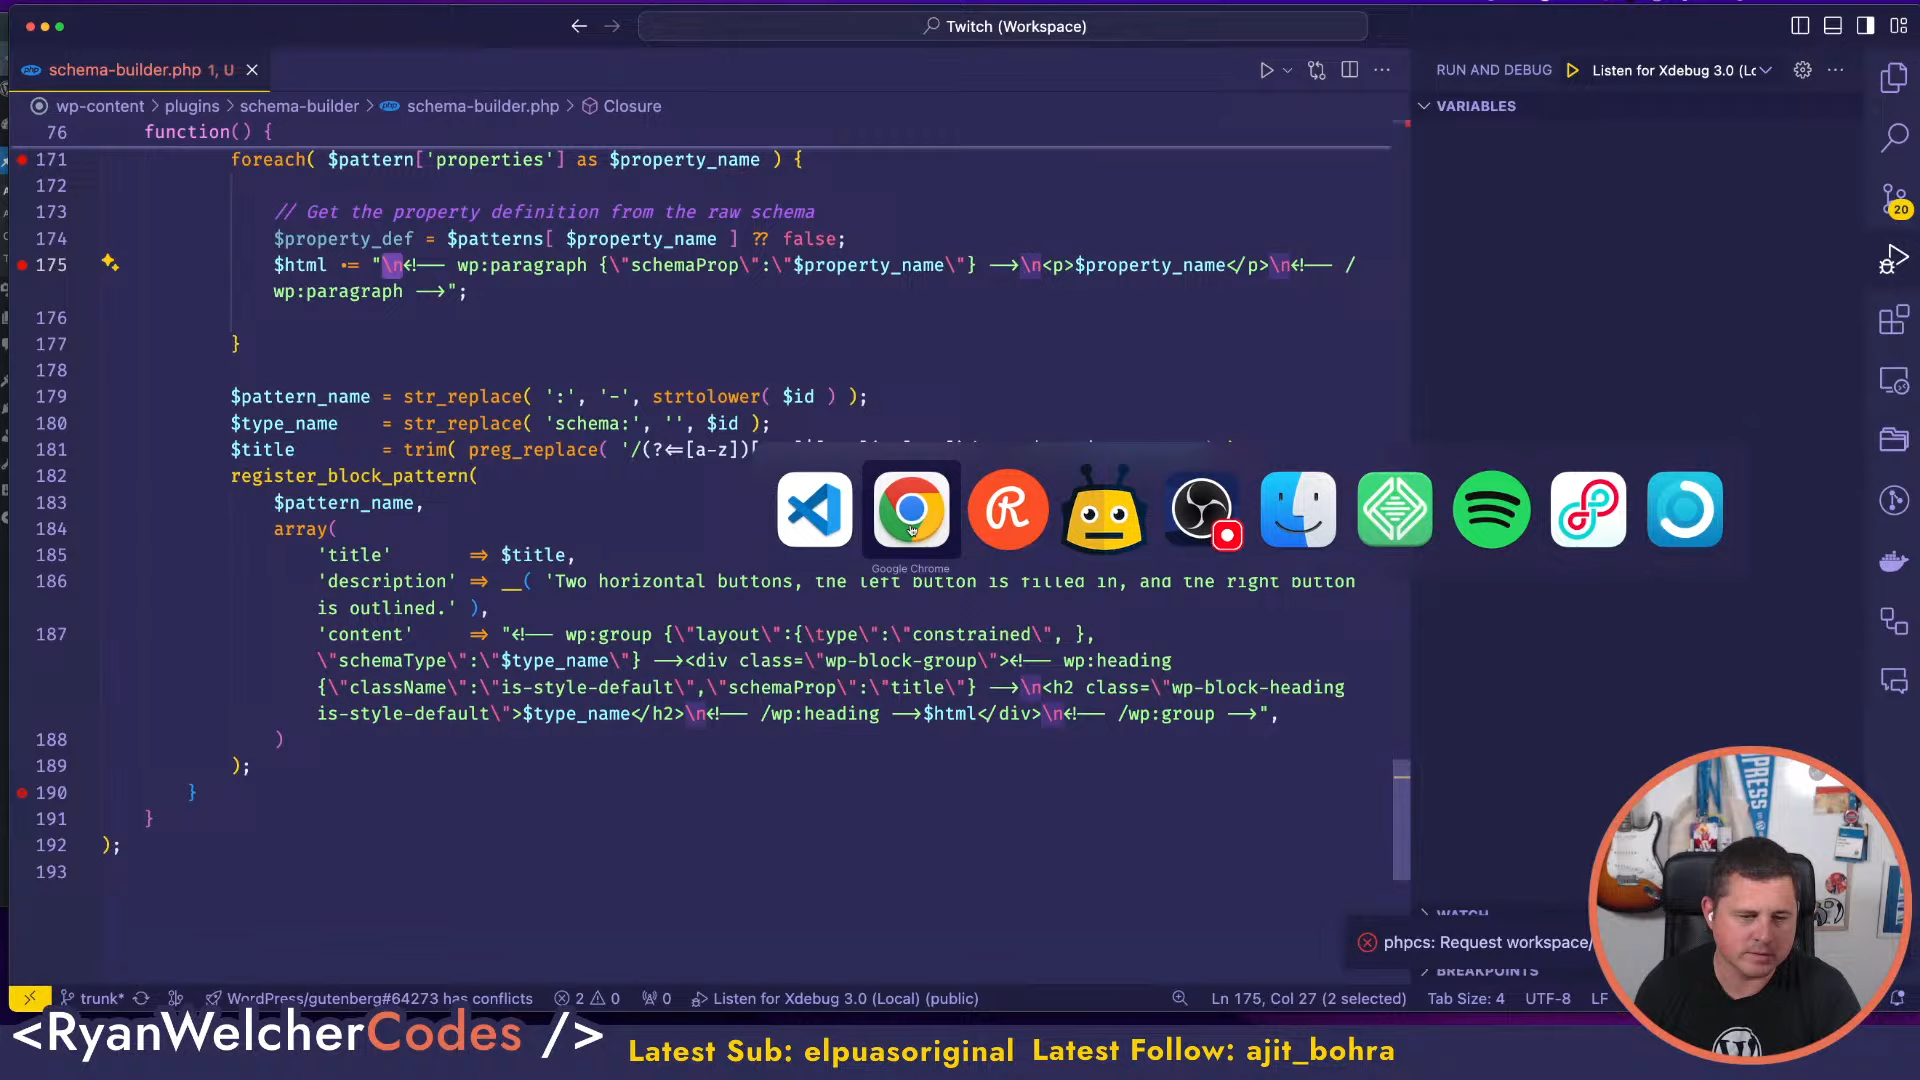 Twitch (Workspace)
schema-builder.php 1, U
RUN AND DEBUG
Listen for Xdebug 3.0 (Lc
wp-content > plugins > schema-builder > schema-builder.php > Closure
VARIABLES
76 function() {
171 foreach( $pattern['properties'] as $property_name ) {
172
173 // Get the property definition from the raw schema
174 $property_def = $patterns[ $property_name ] ?? false;
175 $html .= "\n<!-- wp:paragraph {\"schemaProp\":\"$property_name\"} -->\n<p>$property_name</p>\n<!-- /
wp:paragraph -->";
176
177 }
178
179 $pattern_name = str_replace( ':', '-', strtolower( $id ) );
180 $type_name = str_replace( 'schema:', '', $id );
181 $title = trim( preg_replace( '/(?<=[a-z])[
182 register_block_pattern(
183 $pattern_name,
184 array(
185 'title' => $title,
186 'description' => __( 'Two horizontal buttons, the left button is filled in, and the right button
is outlined.' ),
187 'content' => "<!-- wp:group {\"layout\":{\type\":\"constrained\", },
\"schemaType\":\"$type_name\"} --><div class=\"wp-block-group\"><!-- wp:heading
{\"className\":\"is-style-default\",\"schemaProp\":\"title\"} -->\n<h2 class=\"wp-block-heading
is-style-default\">$type_name</h2>\n<!-- /wp:heading -->$html</div>\n<!-- /wp:group -->",
188 )
189 );
190 }
191 }
192 );
193
Google Chrome
20
WATCH
phpcs: Request workspace/
BREAKPOINTS
trunk*
WordPress/gutenberg#64273 has conflicts
2 0
0
Listen for Xdebug 3.0 (Local) (public)
Ln 175, Col 27 (2 selected)
Tab Size: 4
UTF-8
LF
<RyanWelcherCodes />
Latest Sub: elpuasoriginal
Latest Follow: ajit_bohra